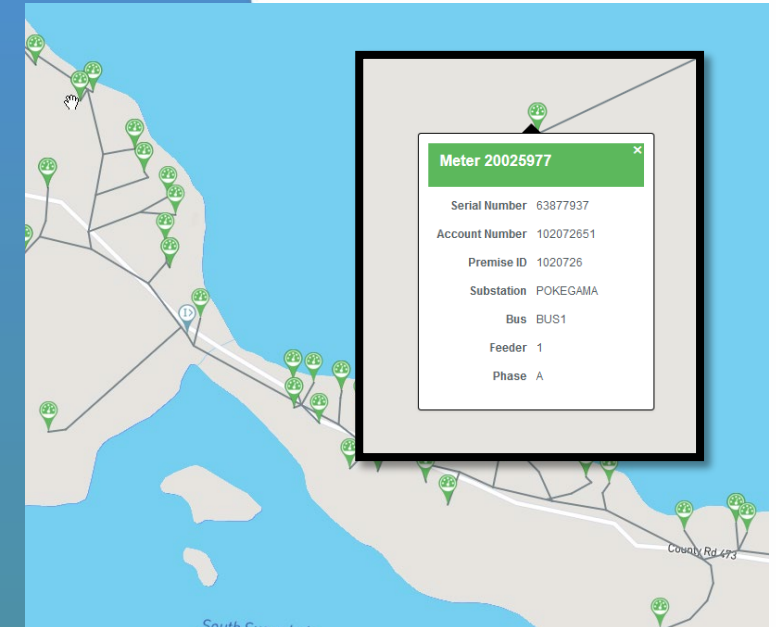 Meter 20025977
×
Serial Number 63877937
Account Number 102072651
Premise ID 1020726
Substation POKEGAMA
Bus BUS1
Feeder 1
Phase A
County Rd 473
South